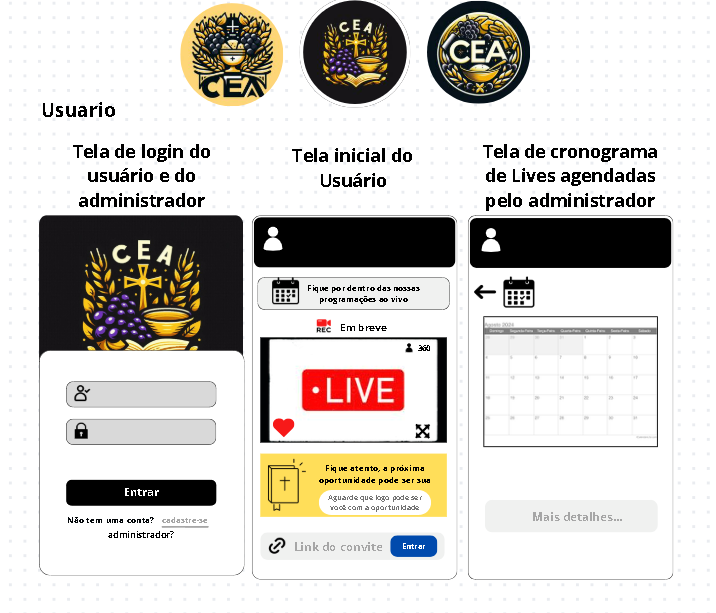 CEA
CEA
CEA
Usuario
Tela de login do
usuário e do
administrador
Tela inicial do
Usuário
Tela de cronograma
de Lives agendadas
pelo administrador
CEA
Entrar
Não tem uma conta? cadastre-se
administrador?
Fique por dentro das nossas
programações ao vivo
REC
Em breve
360
LIVE
Fique atento, a próxima
oportunidade pode ser sua
Aguarde que logo pode ser
você com a oportunidade
Link do convite
Entrar
Agosto 2024
Domingo Segunda-Feira Terça-Feira Quarta-Feira Quinta-Feira Sexta-Feira Sábado
Mais detalhes...